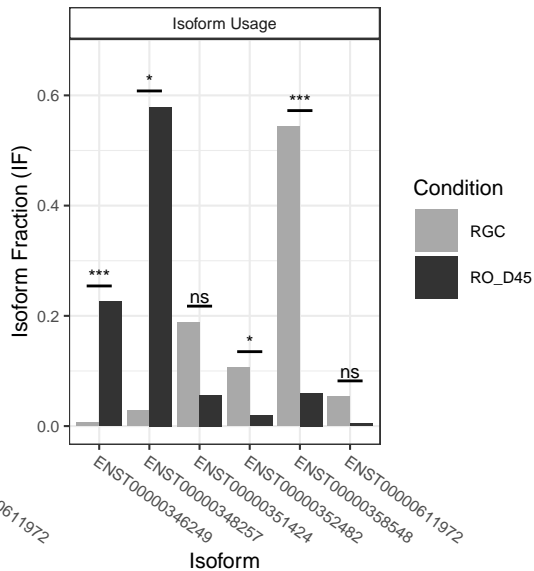 Isoform Usage
Isoform Fraction (IF)
0.6
0.4
0.2
0.0
***
*
ns
*
***
ns
Condition
RGC
RO_D45
0611972
ENST00000346249
ENST00000348257
ENST00000351424
ENST00000352482
ENST00000358548
ENST00000611972
Isoform